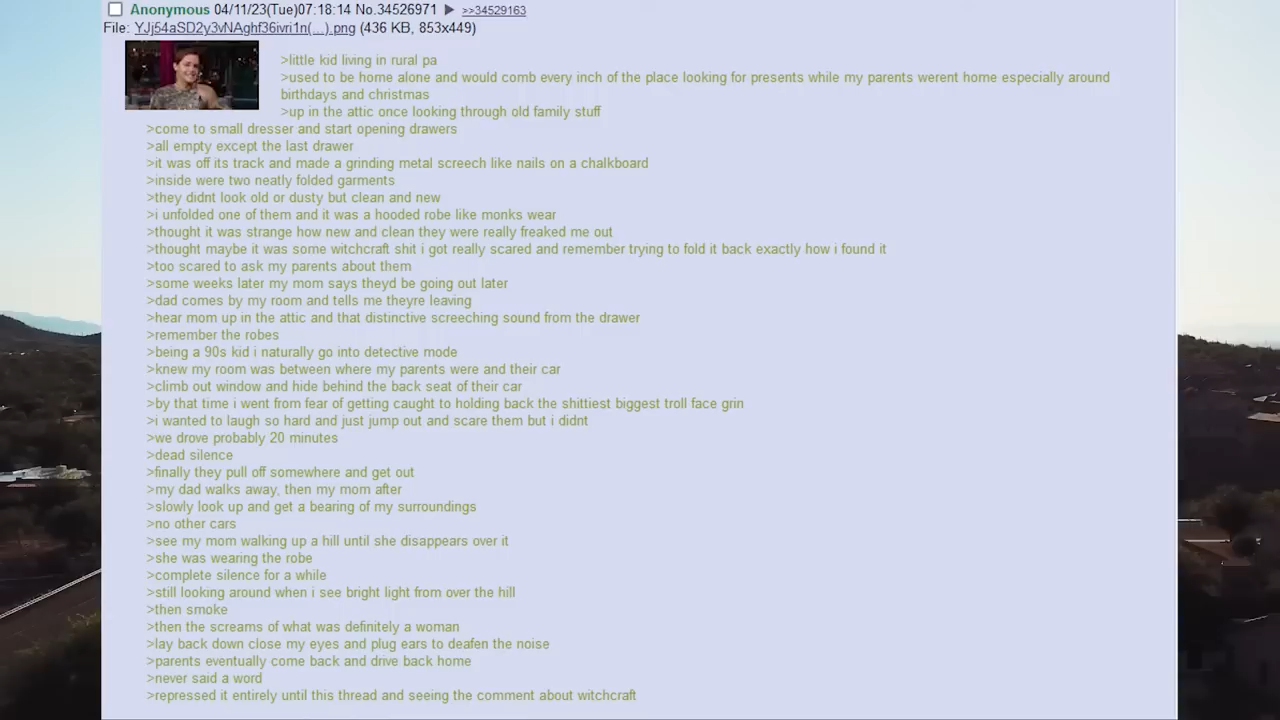 Anonymous 04/11/23(Tue)07:18:14 No.34526971 ▶ >>34529163
File: YJj54aSD2y3vNAghf36ivri1n(...).png (436 KB, 853x449)
>little kid living in rural pa
>used to be home alone and would comb every inch of the place looking for presents while my parents werent home especially around
birthdays and christmas
>up in the attic once looking through old family stuff
>come to small dresser and start opening drawers
>all empty except the last drawer
>it was off its track and made a grinding metal screech like nails on a chalkboard
>inside were two neatly folded garments
>they didnt look old or dusty but clean and new
>i unfolded one of them and it was a hooded robe like monks wear
>thought it was strange how new and clean they were really freaked me out
>thought maybe it was some witchcraft shit i got really scared and remember trying to fold it back exactly how i found it
>too scared to ask my parents about them
>some weeks later my mom says theyd be going out later
>dad comes by my room and tells me theyre leaving
>hear mom up in the attic and that distinctive screeching sound from the drawer
>remember the robes
>being a 90s kid i naturally go into detective mode
>knew my room was between where my parents were and their car
>climb out window and hide behind the back seat of their car
>by that time i went from fear of getting caught to holding back the shittiest biggest troll face grin
>i wanted to laugh so hard and just jump out and scare them but i didnt
>we drove probably 20 minutes
>dead silence
>finally they pull off somewhere and get out
>my dad walks away, then my mom after
>slowly look up and get a bearing of my surroundings
>no other cars
>see my mom walking up a hill until she disappears over it
>she was wearing the robe
>complete silence for a while
>still looking around when i see bright light from over the hill
>then smoke
>then the screams of what was definitely a woman
>lay back down close my eyes and plug ears to deafen the noise
>parents eventually come back and drive back home
>never said a word
>repressed it entirely until this thread and seeing the comment about witchcraft